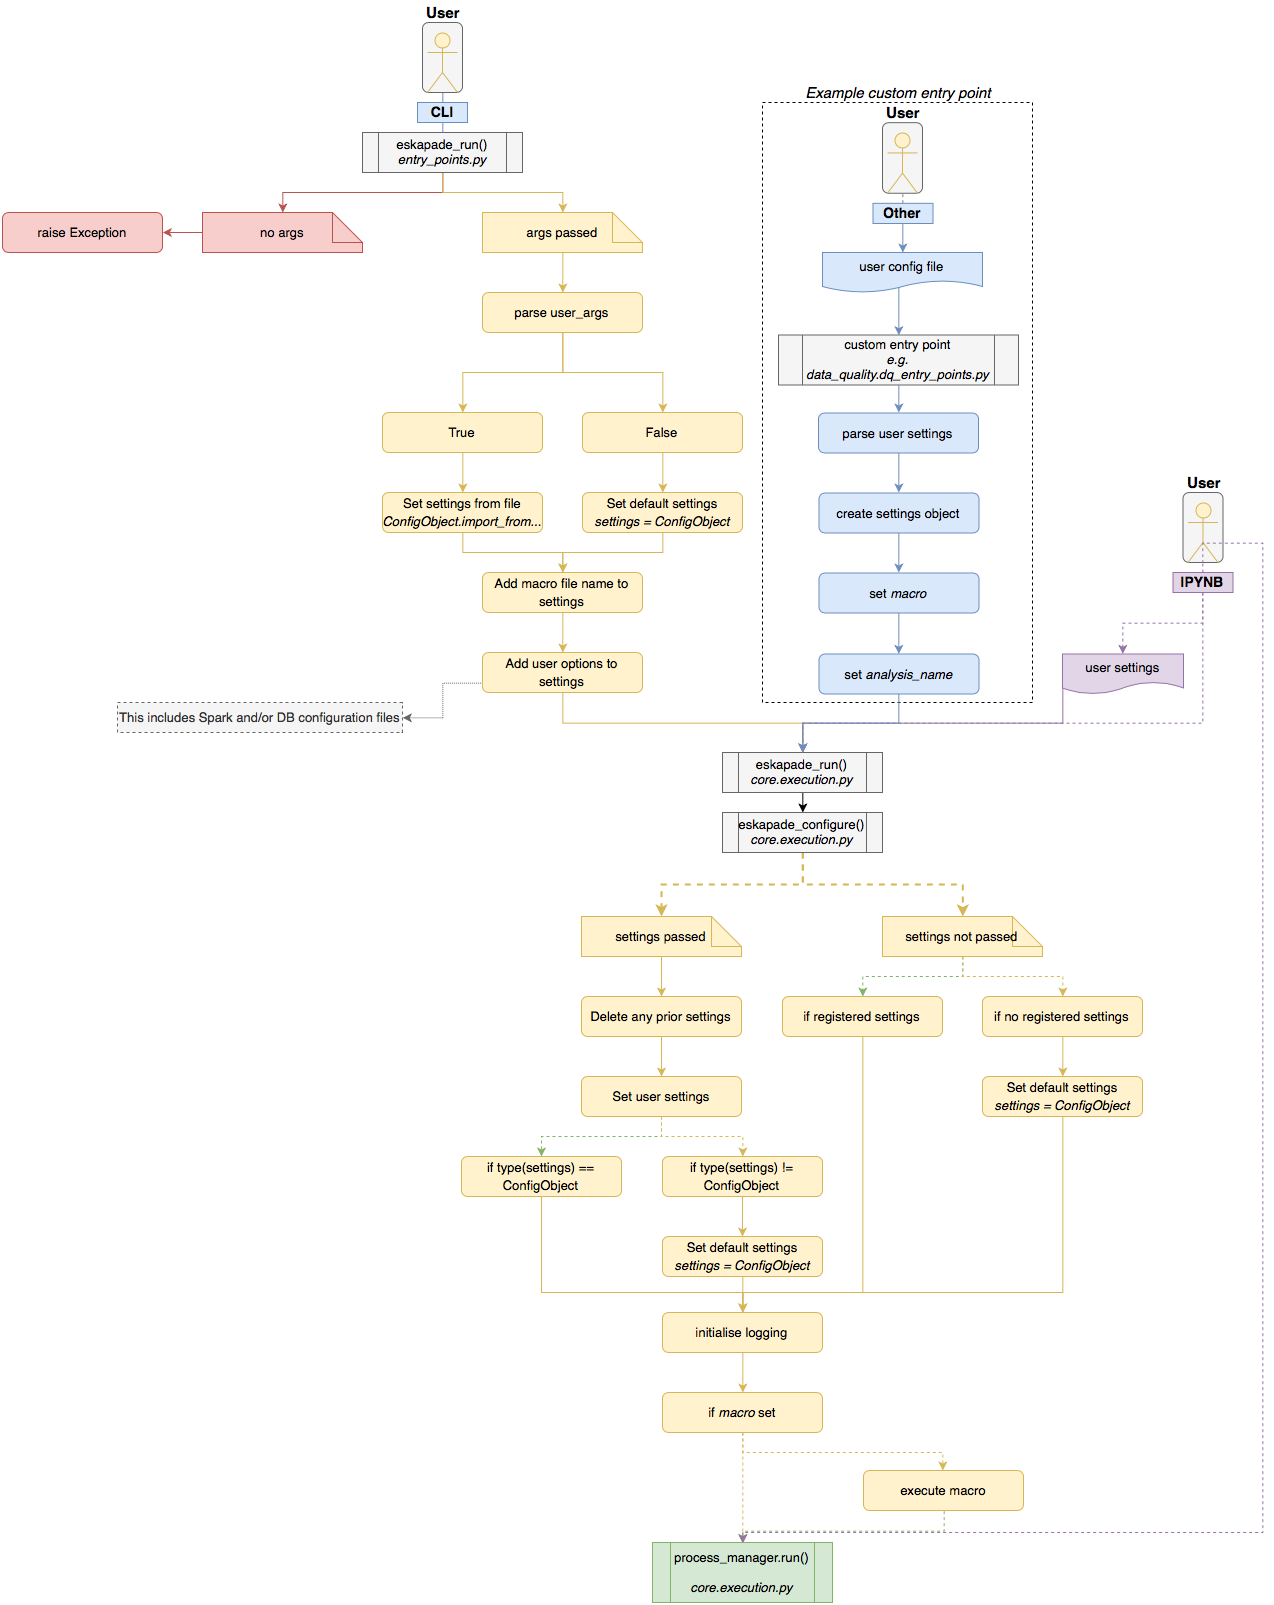 User
CLI
eskapade_run()
entry_points.py
raise Exception
no args
args passed
parse user_args
True
False
Set settings from file
ConfigObject.import_from...
Set default settings
settings = ConfigObject
Add macro file name to
settings
Add user options to
settings
This includes Spark and/or DB configuration files
Example custom entry point
User
Other
user config file
custom entry point
e.g.
data_quality.dq_entry_points.py
parse user settings
create settings object
set macro
set analysis_name
User
IPYNB
user settings
eskapade_run()
core.execution.py
eskapade_configure()
core.execution.py
settings passed
settings not passed
Delete any prior settings
if registered settings
if no registered settings
Set user settings
Set default settings
settings = ConfigObject
if type(settings) ==
ConfigObject
if type(settings) !=
ConfigObject
Set default settings
settings = ConfigObject
initialise logging
if macro set
execute macro
process_manager.run()
core.execution.py